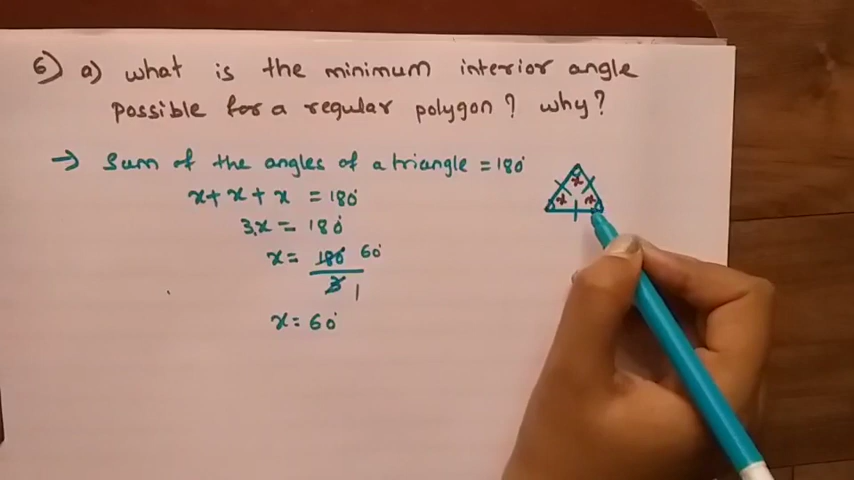 6) a) what is the minimum interior angle
possible for a regular polygon? why?
→ Sum of the angles of a triangle = 180°
x + x + x = 180°
3x = 180°
x = 180° 60°
3 1
x = 60°
x
x x